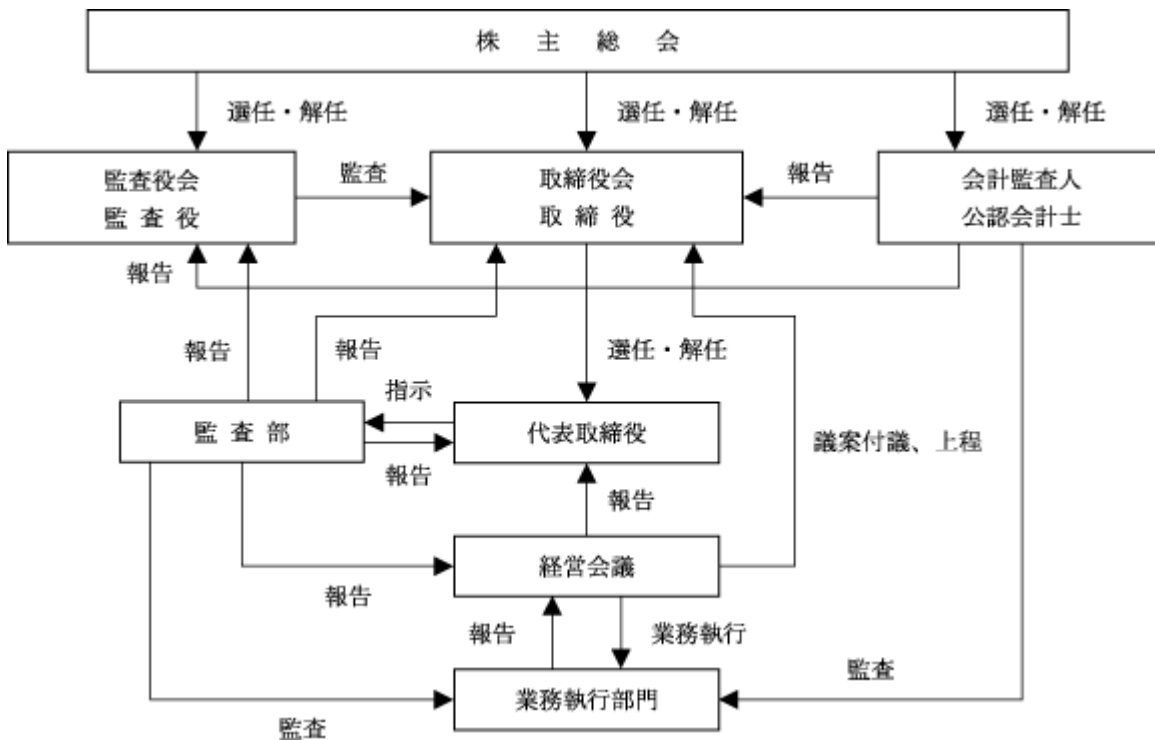 株主総会
選任・解任
選任・解任
選任・解任
監査役会
監査役
監査
取締役会
取締役
報告
会計監査人
公認会計士
報告
報告
報告
選任・解任
指示
監査部
代表取締役
議案付議、上程
報告
報告
経営会議
報告
報告
業務執行
監査
業務執行部門
監査